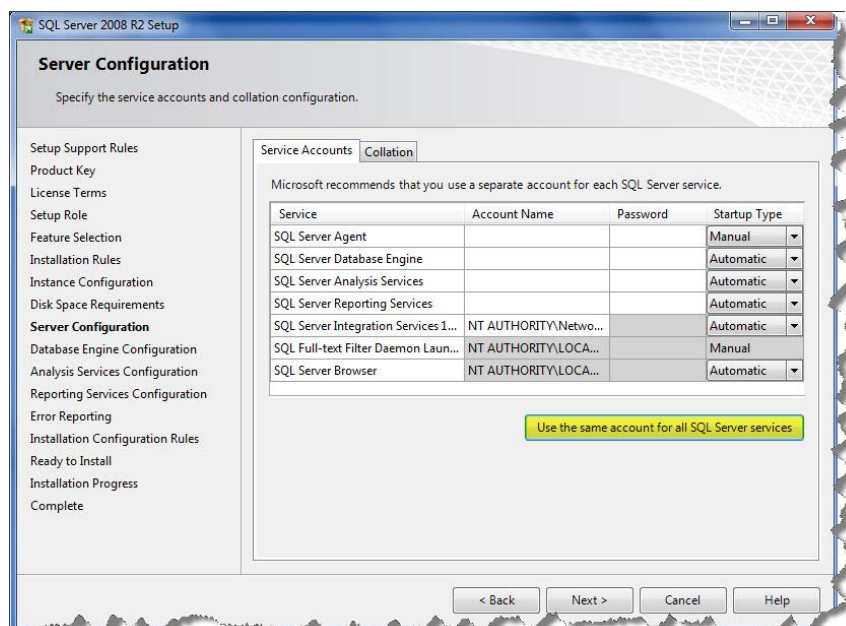 SQL Server 2008 R2 Setup
Server Configuration
Specify the service accounts and collation configuration.
Setup Support Rules
Product Key
License Terms
Setup Role
Feature Selection
Installation Rules
Instance Configuration
Disk Space Requirements
Server Configuration
Database Engine Configuration
Analysis Services Configuration
Reporting Services Configuration
Error Reporting
Installation Configuration Rules
Ready to Install
Installation Progress
Complete
Service Accounts Collation
Microsoft recommends that you use a separate account for each SQL Server service.
Service Account Name Password Startup Type
SQL Server Agent Manual
SQL Server Database Engine Automatic
SQL Server Analysis Services Automatic
SQL Server Reporting Services Automatic
SQL Server Integration Services 1... NT AUTHORITY\Netwo... Automatic
SQL Full-text Filter Daemon Laun... NT AUTHORITY\LOCA... Manual
SQL Server Browser NT AUTHORITY\LOCA... Automatic
Use the same account for all SQL Server services
< Back Next > Cancel Help